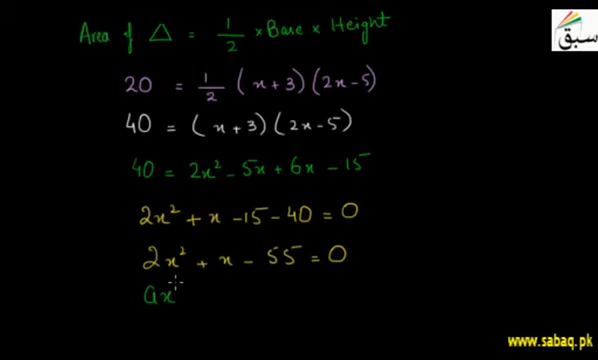 Area of △ = 1/2 × Base × Height
سبق
20 = 1/2 (x+3)(2x-5)
40 = (x+3)(2x-5)
40 = 2x² - 5x + 6x - 15
2x² + x - 15 - 40 = 0
2x² + x - 55 = 0
ax
www.sabaq.pk